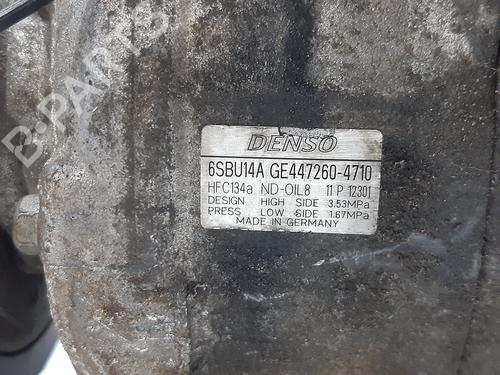 B-PARTS
DENSO
6SBU14A GE447260-4710
HFC134a ND-OIL8 11 P 12301
DESIGN HIGH SIDE 3.53MPa
PRESS LOW SIDE 1.67MPa
MADE IN GERMANY